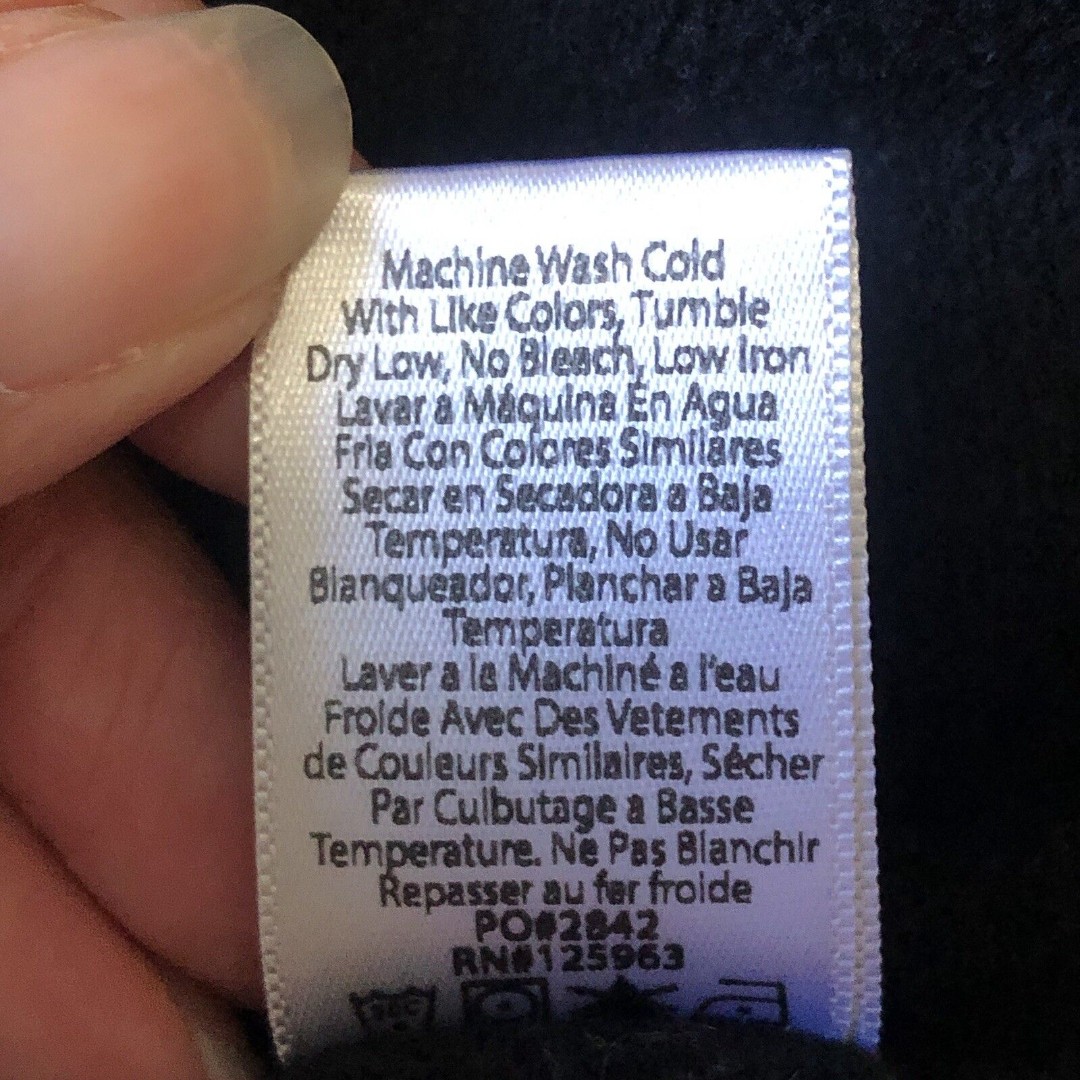 Machine Wash Cold
With Like Colors, Tumble
Dry Low, No Bleach, Low Iron
Lavar a Máquina En Agua
Fria Con Colores Similares
Secar en Secadora a Baja
Temperatura, No Usar
Blanqueador, Planchar a Baja
Temperatura
Laver a la Machiné a l'eau
Froide Avec Des Vetements
de Couleurs Similaires, Sécher
Par Culbutage a Basse
Temperature. Ne Pas Blanchir
Repasser au fer froide
PO#2842
RN#125963